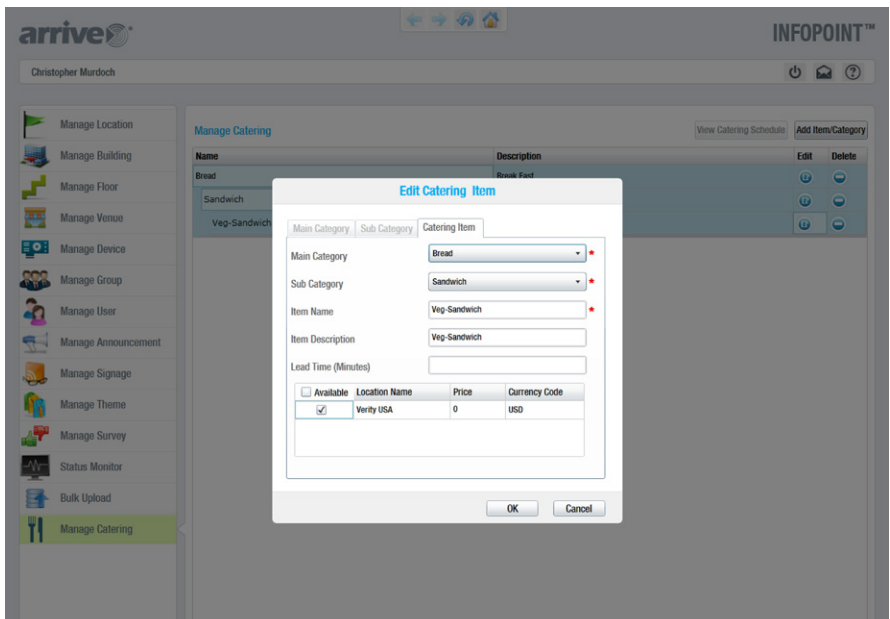 arrive
INFOPOINT™
Christopher Murdoch
Manage Location
Manage Building
Manage Floor
Manage Venue
Manage Device
Manage Group
Manage User
Manage Announcement
Manage Signage
Manage Theme
Manage Survey
Status Monitor
Bulk Upload
Manage Catering
Manage Catering
View Catering Schedule Add Item/Category
Name Description Edit Delete
Bread Break Fast
Sandwich
Veg-Sandwich
Edit Catering Item
Main Category Sub Category Catering Item
Main Category Bread *
Sub Category Sandwich *
Item Name Veg-Sandwich *
Item Description Veg-Sandwich
Lead Time (Minutes)
Available Location Name Price Currency Code
Verity USA 0 USD
OK Cancel